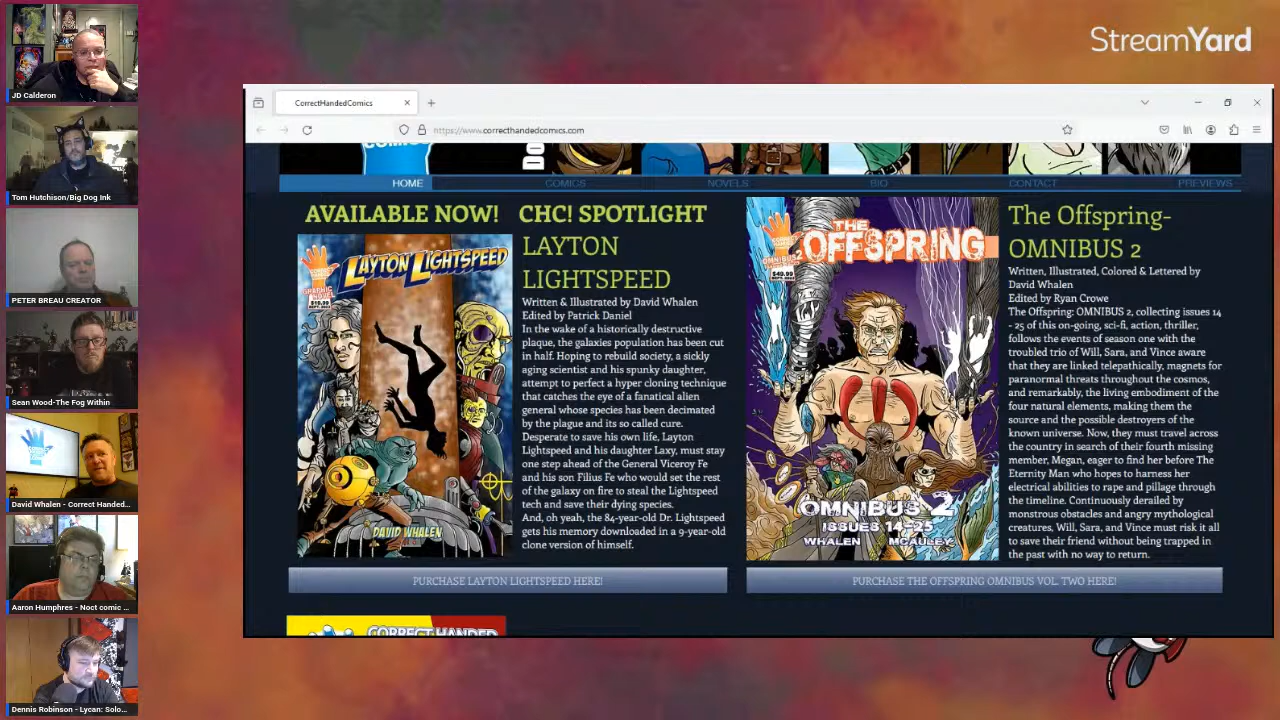 StreamYard
JD Calderon
Tom Hutchison/Big Dog Ink
PETER BREAU CREATOR
Sean Wood-The Fog Within
David Whalen - Correct Handed...
Aaron Humphres - Noct comic ...
Dennis Robinson - Lycan: Solo...
CorrectHandedComics
https://www.correcthandedcomics.com
COMICS
DO
HOME
COMICS
NOVELS
BIO
CONTACT
PREVIEWS
AVAILABLE NOW!
CHC! SPOTLIGHT
LAYTON LIGHTSPEED
GRAPHIC NOVEL
DAVID WHALEN
LAYTON
LIGHTSPEED
Written & Illustrated by David Whalen
Edited by Patrick Daniel
In the wake of a historically destructive
plaque, the galaxies population has been cut
in half. Hoping to rebuild society, a sickly
aging scientist and his spunky daughter,
attempt to perfect a hyper cloning technique
that catches the eye of a fanatical alien
general whose species has been decimated
by the plague and its so called cure.
Desperate to save his own life, Layton
Lightspeed and his daughter Laxy, must stay
one step ahead of the General Viceroy Fe
and his son Filius Fe who would set the rest
of the galaxy on fire to steal the Lightspeed
tech and save their dying species.
And, oh yeah, the 84-year-old Dr. Lightspeed
gets his memory downloaded in a 9-year-old
clone version of himself.
PURCHASE LAYTON LIGHTSPEED HERE!
THE
OFFSPRING
OMNIBUS 2
$49.99
OMNIBUS 2
ISSUES 14-25
WHALEN MCAULEY
The Offspring-
OMNIBUS 2
Written, Illustrated, Colored & Lettered by
David Whalen
Edited by Ryan Crowe
The Offspring: OMNIBUS 2, collecting issues 14
- 25 of this on-going, sci-fi, action, thriller,
follows the events of season one with the
troubled trio of Will, Sara, and Vince aware
that they are linked telepathically, magnets for
paranormal threats throughout the cosmos,
and remarkably, the living embodiment of the
four natural elements, making them the
source and the possible destroyers of the
known universe. Now, they must travel across
the country in search of their fourth missing
member, Megan, eager to find her before The
Eternity Man who hopes to harness her
electrical abilities to rape and pillage through
the timeline. Continuously derailed by
monstrous obstacles and angry mythological
creatures, Will, Sara, and Vince must risk it all
to save their friend without being trapped in
the past with no way to return.
PURCHASE THE OFFSPRING OMNIBUS VOL. TWO HERE!
CORRECT HANDED